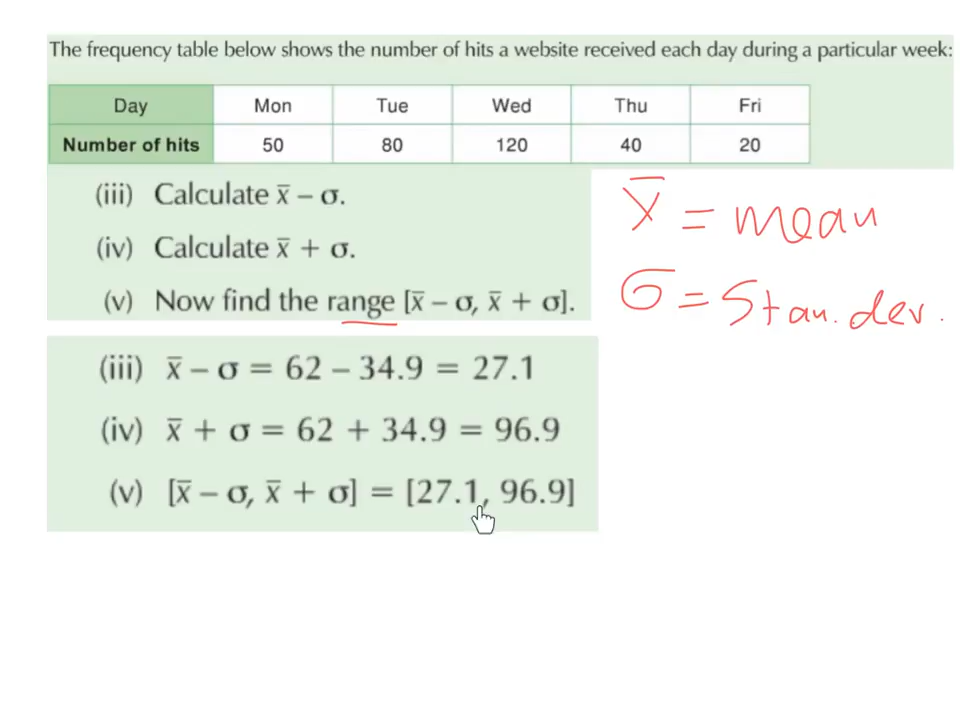 The frequency table below shows the number of hits a website received each day during a particular week:
Day Mon Tue Wed Thu Fri
Number of hits 50 80 120 40 20
(iii) Calculate x̄ – σ.
(iv) Calculate x̄ + σ.
(v) Now find the range [x̄ – σ, x̄ + σ].
x̄ = mean
σ = Stan. dev.
(iii) x̄ – σ = 62 – 34.9 = 27.1
(iv) x̄ + σ = 62 + 34.9 = 96.9
(v) [x̄ – σ, x̄ + σ] = [27.1, 96.9]